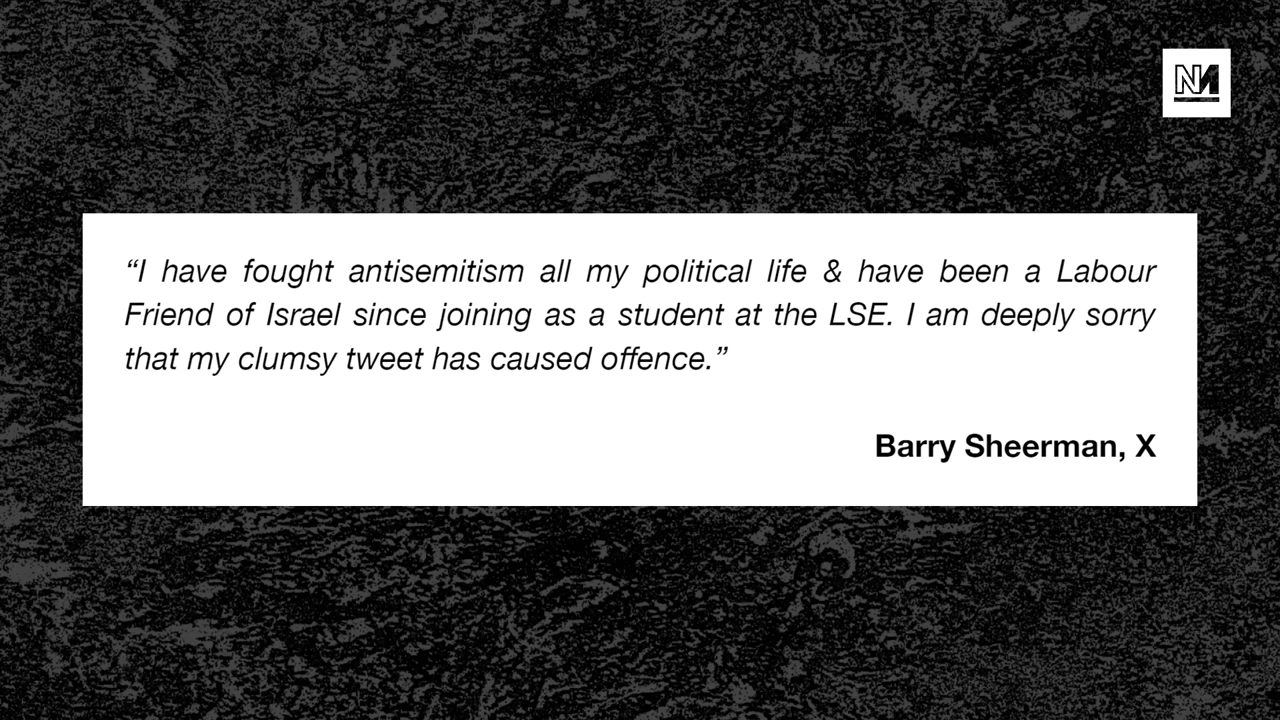 NM
“I have fought antisemitism all my political life & have been a Labour
Friend of Israel since joining as a student at the LSE. I am deeply sorry
that my clumsy tweet has caused offence.”
Barry Sheerman, X